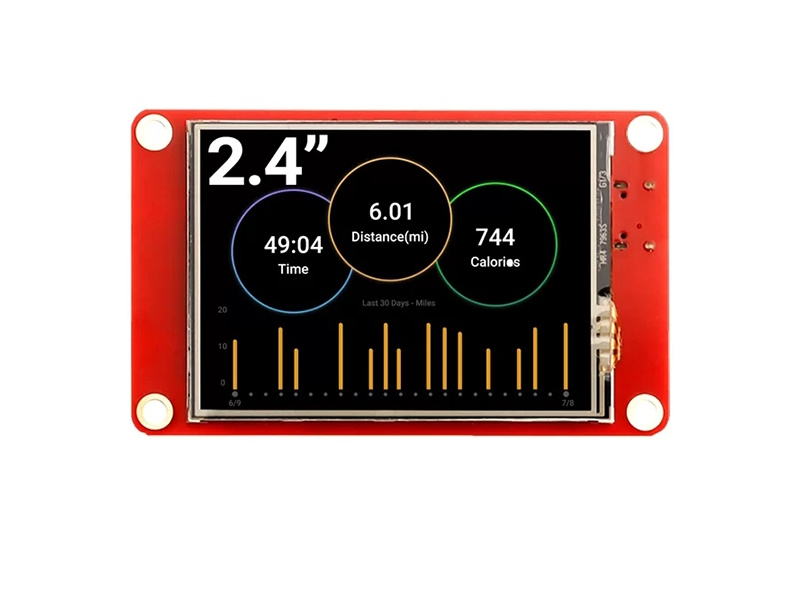 2.4”
6.01
Distance(mi)
49:04
Time
744
Calories
Last 30 Days - Miles
20
10
0
6/9
7/8